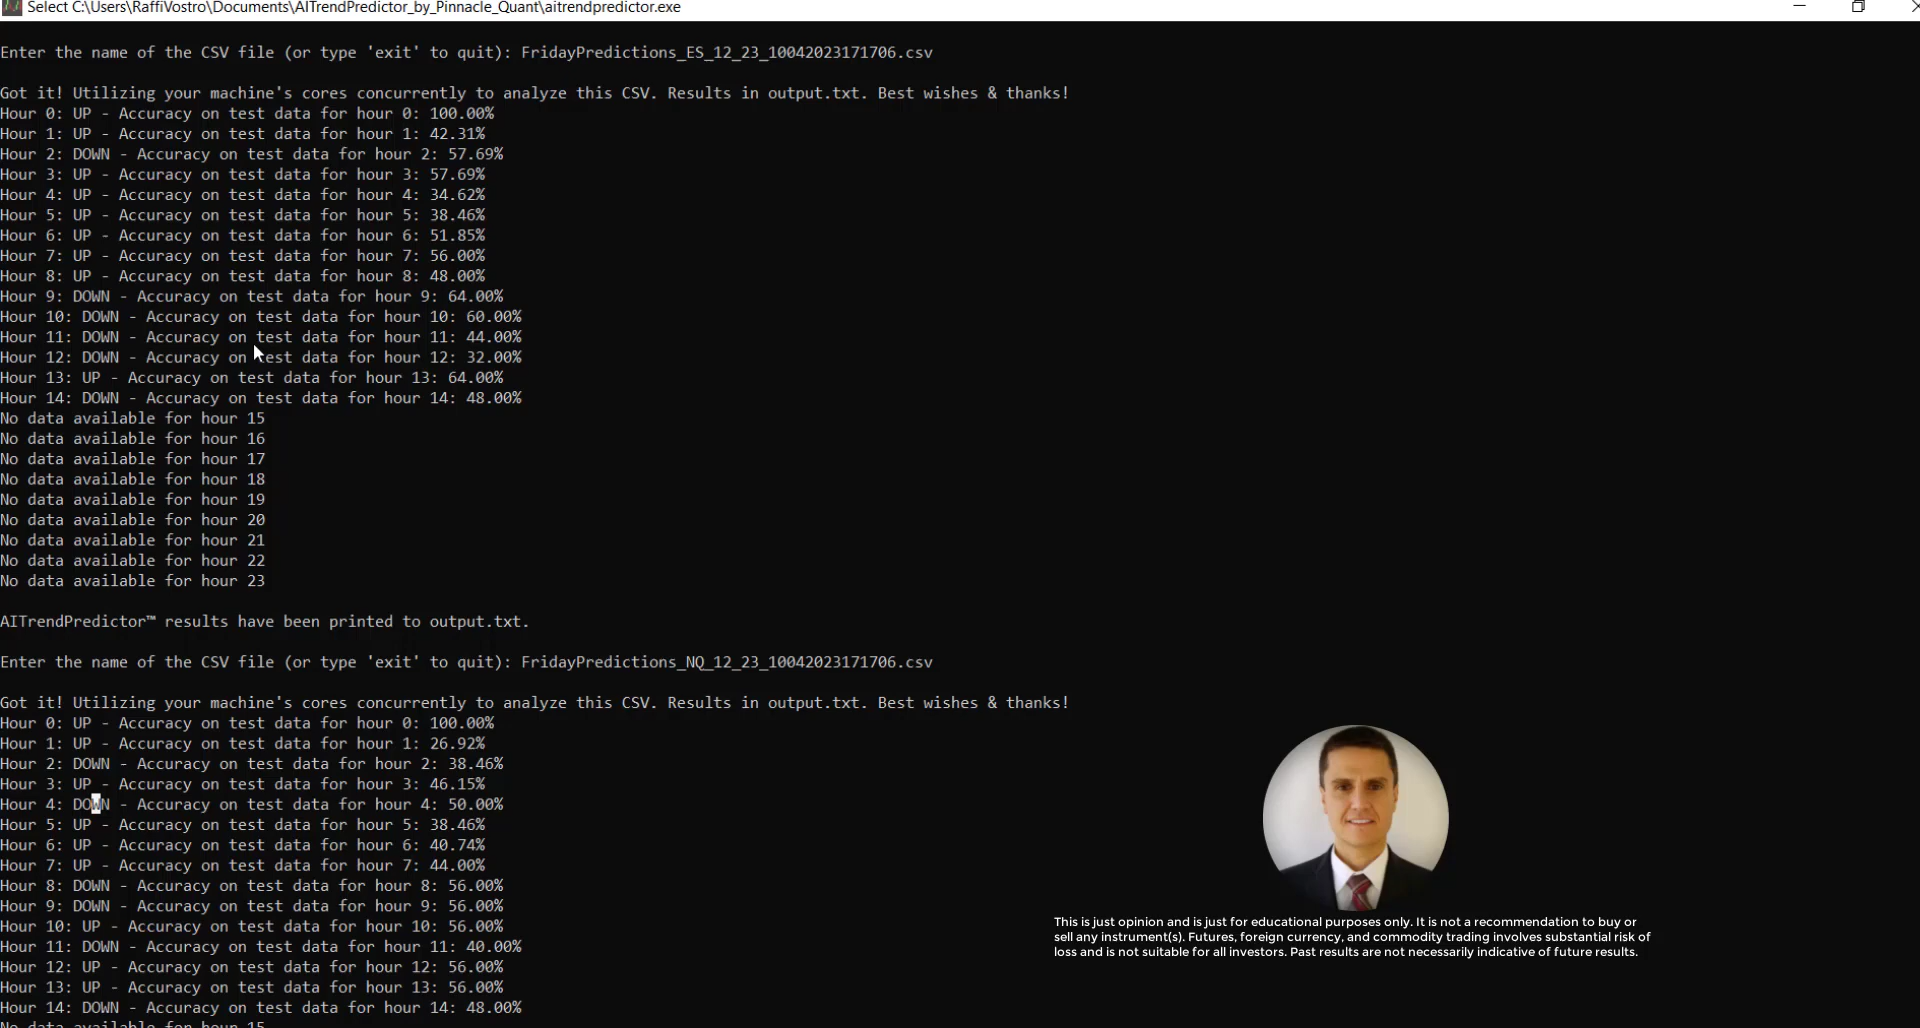 Select C:\Users\RaffiVostro\Documents\AITrendPredictor_by_Pinnacle_Quant\aitrendpredictor.exe
Enter the name of the CSV file (or type 'exit' to quit): FridayPredictions_ES_12_23_10042023171706.csv
Got it! Utilizing your machine's cores concurrently to analyze this CSV. Results in output.txt. Best wishes & thanks!
Hour 0: UP - Accuracy on test data for hour 0: 100.00%
Hour 1: UP - Accuracy on test data for hour 1: 42.31%
Hour 2: DOWN - Accuracy on test data for hour 2: 57.69%
Hour 3: UP - Accuracy on test data for hour 3: 57.69%
Hour 4: UP - Accuracy on test data for hour 4: 34.62%
Hour 5: UP - Accuracy on test data for hour 5: 38.46%
Hour 6: UP - Accuracy on test data for hour 6: 51.85%
Hour 7: UP - Accuracy on test data for hour 7: 56.00%
Hour 8: UP - Accuracy on test data for hour 8: 48.00%
Hour 9: DOWN - Accuracy on test data for hour 9: 64.00%
Hour 10: DOWN - Accuracy on test data for hour 10: 60.00%
Hour 11: DOWN - Accuracy on test data for hour 11: 44.00%
Hour 12: DOWN - Accuracy on test data for hour 12: 32.00%
Hour 13: UP - Accuracy on test data for hour 13: 64.00%
Hour 14: DOWN - Accuracy on test data for hour 14: 48.00%
No data available for hour 15
No data available for hour 16
No data available for hour 17
No data available for hour 18
No data available for hour 19
No data available for hour 20
No data available for hour 21
No data available for hour 22
No data available for hour 23
AITrendPredictor™ results have been printed to output.txt.
Enter the name of the CSV file (or type 'exit' to quit): FridayPredictions_NQ_12_23_10042023171706.csv
Got it! Utilizing your machine's cores concurrently to analyze this CSV. Results in output.txt. Best wishes & thanks!
Hour 0: UP - Accuracy on test data for hour 0: 100.00%
Hour 1: UP - Accuracy on test data for hour 1: 26.92%
Hour 2: DOWN - Accuracy on test data for hour 2: 38.46%
Hour 3: UP - Accuracy on test data for hour 3: 46.15%
Hour 4: DOWN - Accuracy on test data for hour 4: 50.00%
Hour 5: UP - Accuracy on test data for hour 5: 38.46%
Hour 6: UP - Accuracy on test data for hour 6: 40.74%
Hour 7: UP - Accuracy on test data for hour 7: 44.00%
Hour 8: DOWN - Accuracy on test data for hour 8: 56.00%
Hour 9: DOWN - Accuracy on test data for hour 9: 56.00%
Hour 10: UP - Accuracy on test data for hour 10: 56.00%
Hour 11: DOWN - Accuracy on test data for hour 11: 40.00%
Hour 12: UP - Accuracy on test data for hour 12: 56.00%
Hour 13: UP - Accuracy on test data for hour 13: 56.00%
Hour 14: DOWN - Accuracy on test data for hour 14: 48.00%
No data available for hour 15
This is just opinion and is just for educational purposes only. It is not a recommendation to buy or
sell any instrument(s). Futures, foreign currency, and commodity trading involves substantial risk of
loss and is not suitable for all investors. Past results are not necessarily indicative of future results.